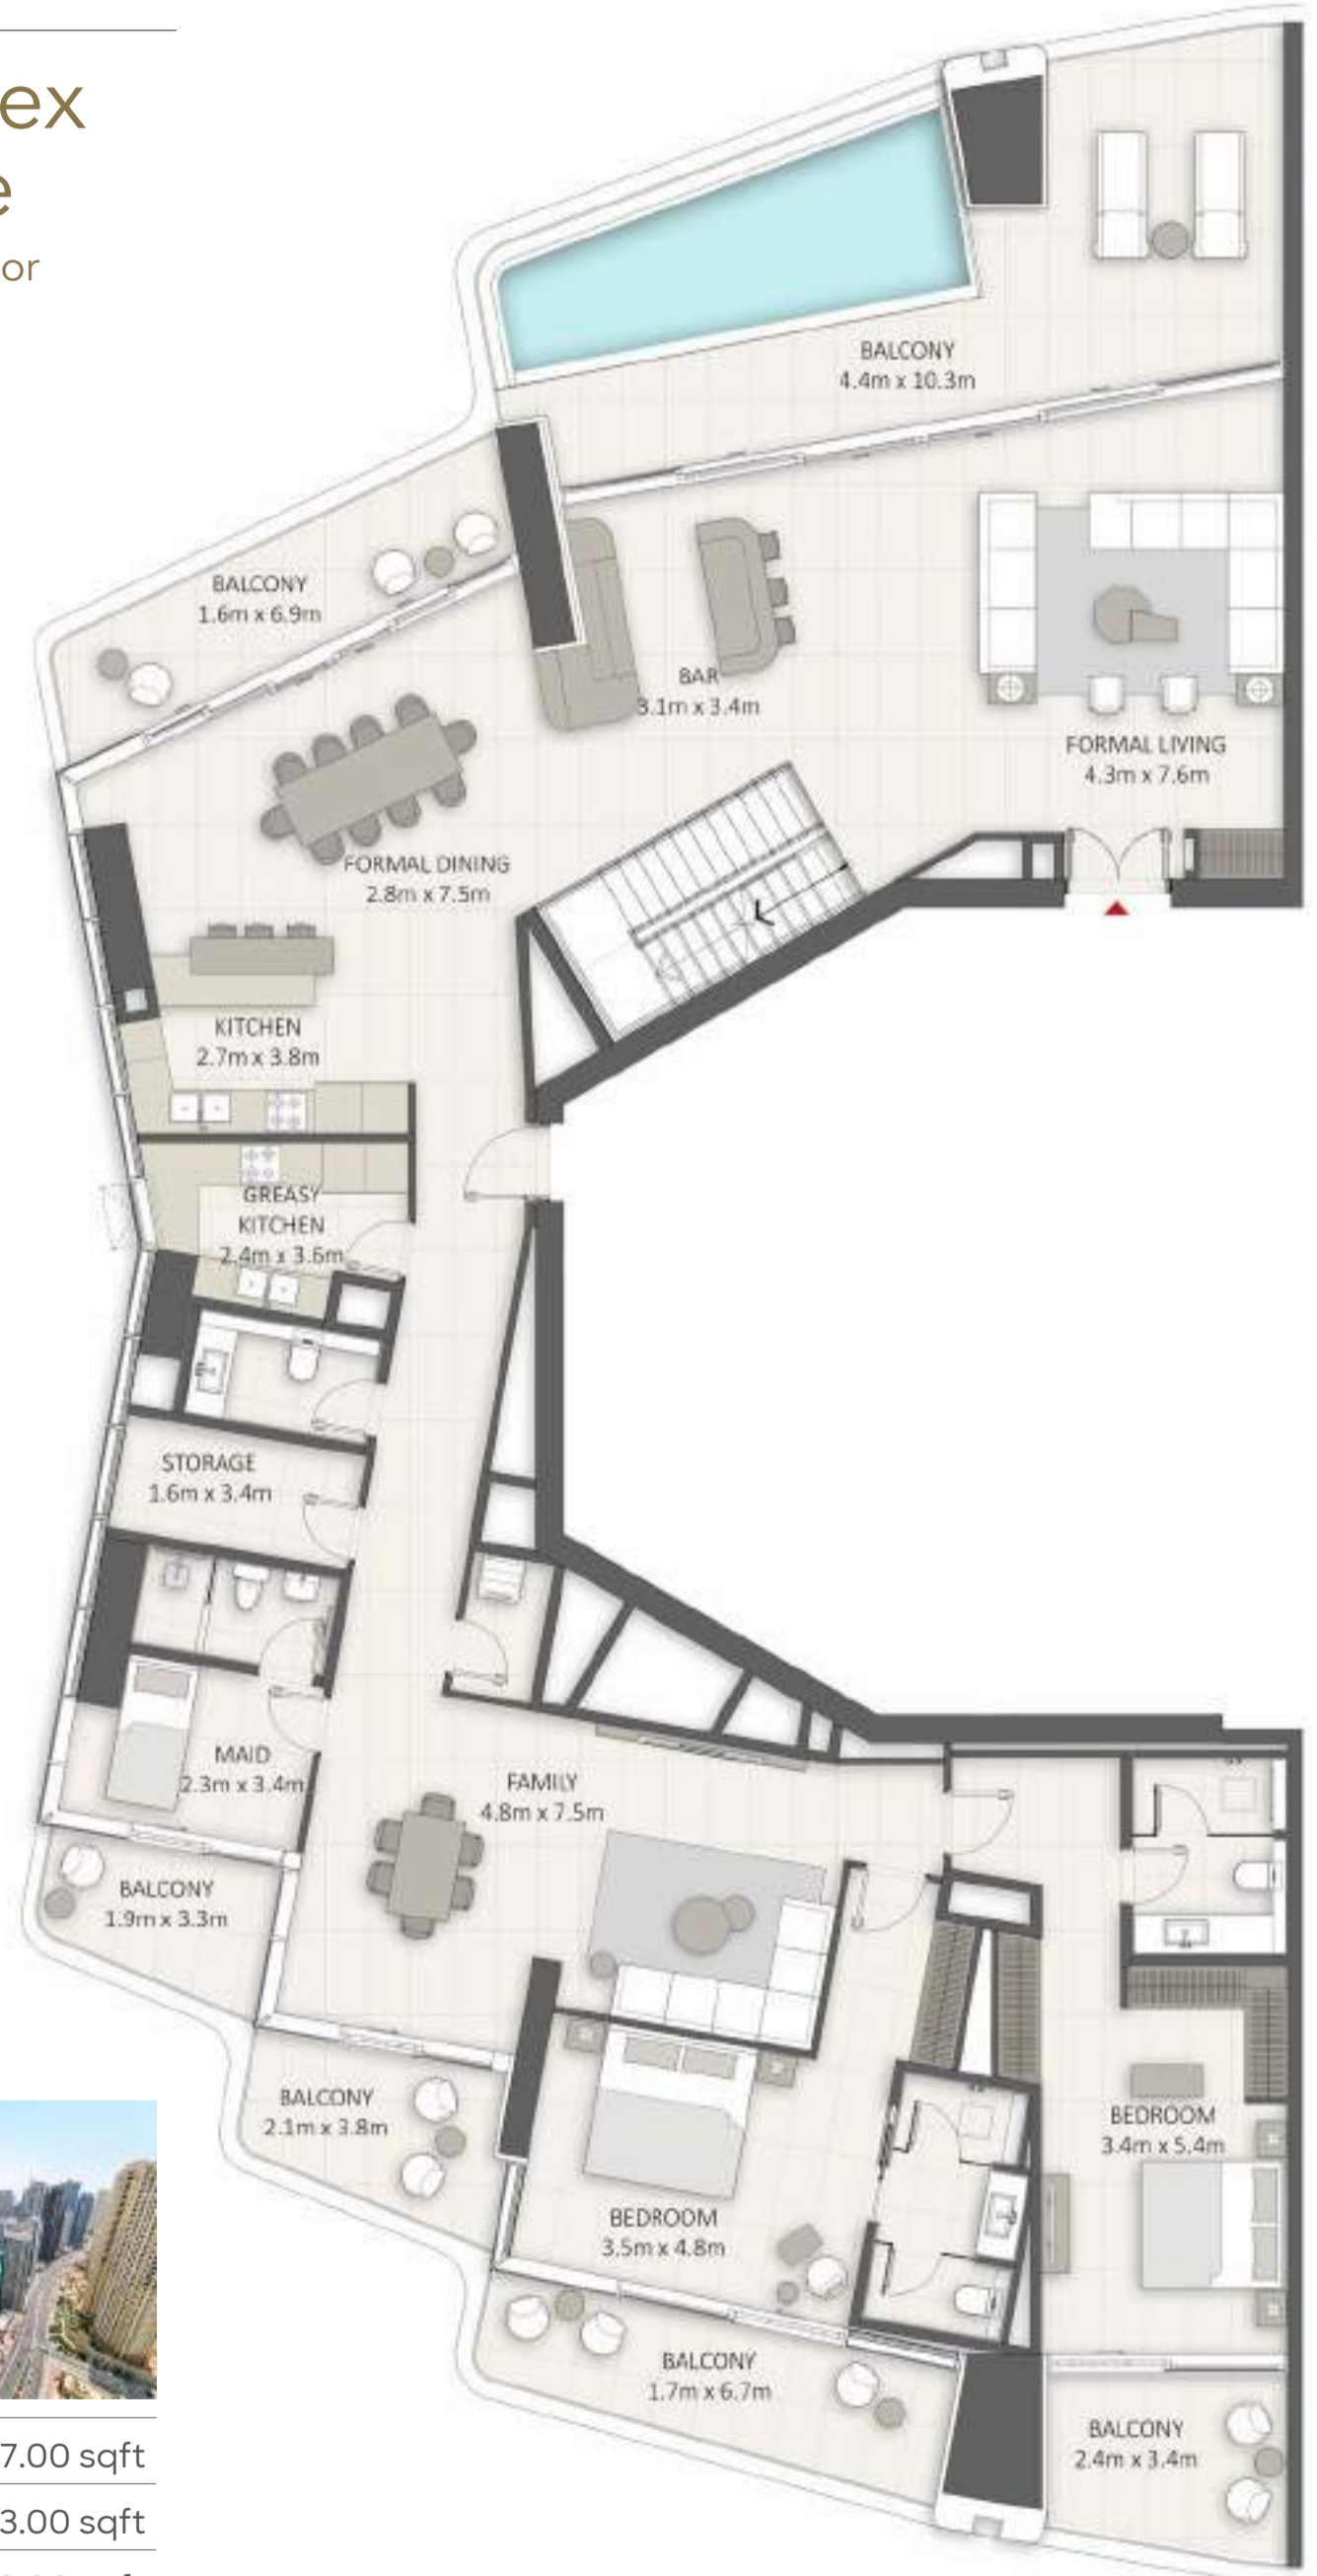 ex
e
or
BALCONY
4.4m x 10.3m
BALCONY
1.6m x 6.9m
BAR
3.1m x 3.4m
FORMAL LIVING
4.3m x 7.6m
FORMAL DINING
2.8m x 7.5m
KITCHEN
2.7m x 3.8m
GREASY
KITCHEN
2.4m x 3.6m
STORAGE
1.6m x 3.4m
MAID
2.3m x 3.4m
FAMILY
4.8m x 7.5m
BALCONY
1.9m x 3.3m
BALCONY
2.1m x 3.8m
BEDROOM
3.4m x 5.4m
BEDROOM
3.5m x 4.8m
BALCONY
1.7m x 6.7m
BALCONY
2.4m x 3.4m
7.00 sqft
3.00 sqft